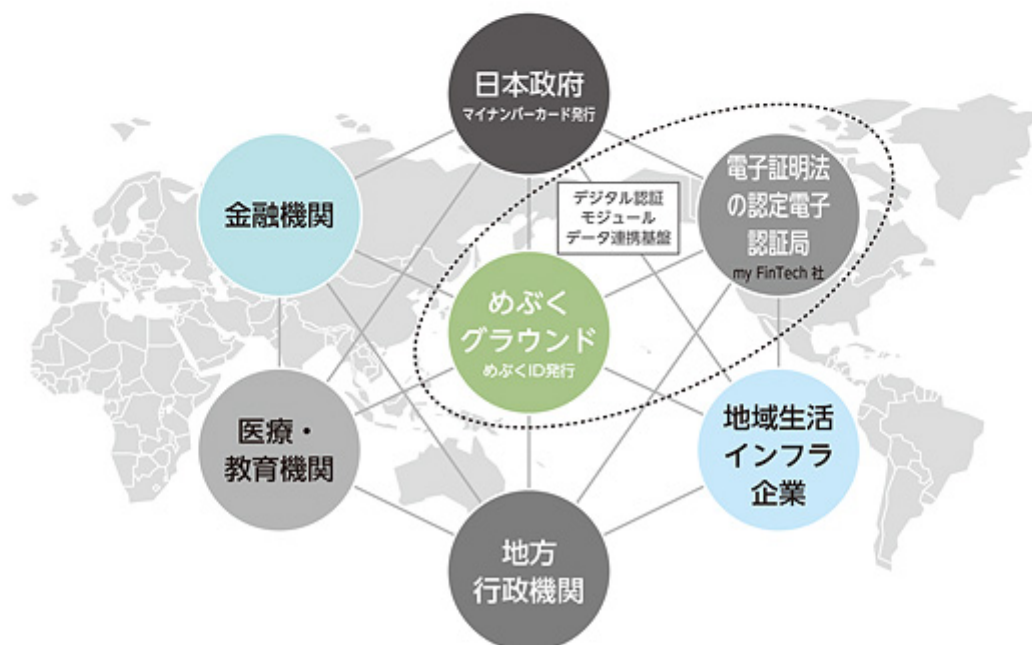 日本政府
マイナンバーカード発行
金融機関
電子証明法
の認定電子
認証局
my FinTech 社
デジタル認証
モジュール
データ連携基盤
めぶく
グラウンド
めぶくID発行
医療・
教育機関
地域生活
インフラ
企業
地方
行政機関